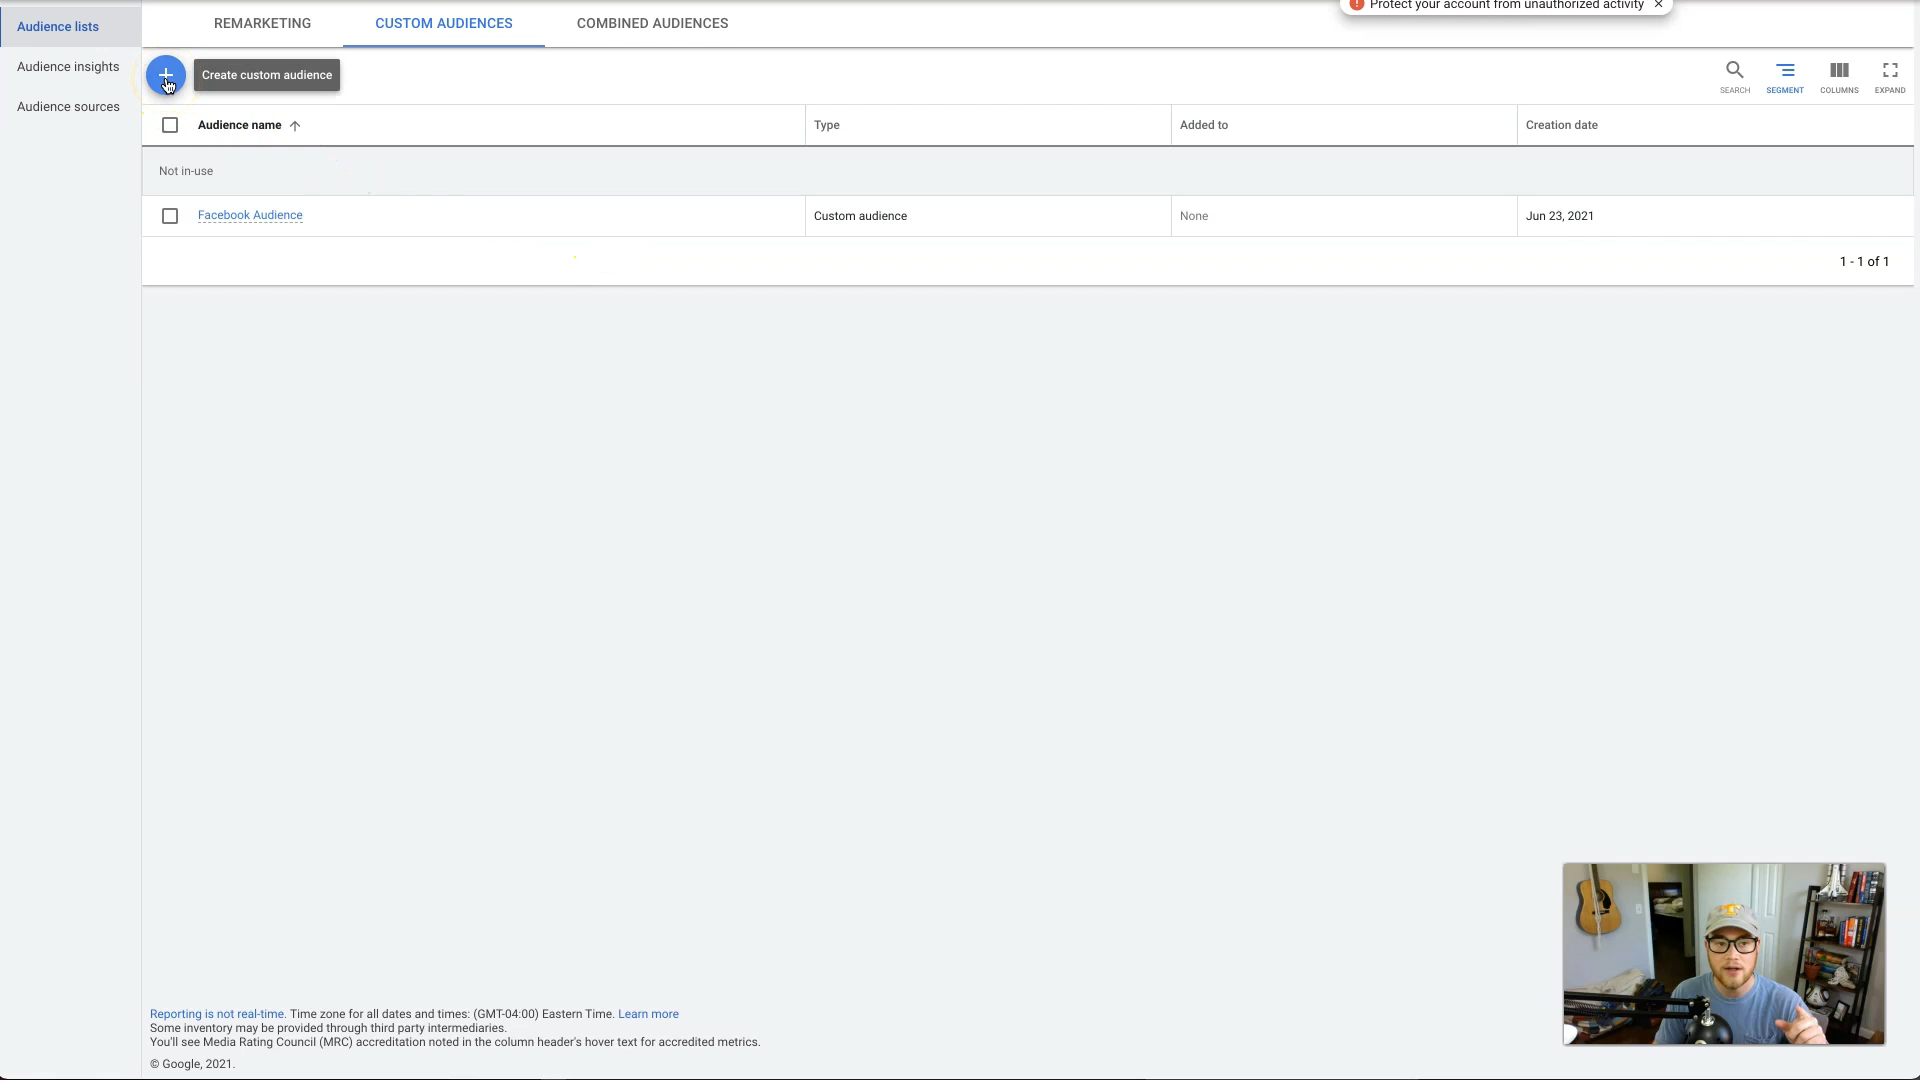 Protect your account from unauthorized activity
Audience lists
REMARKETING
CUSTOM AUDIENCES
COMBINED AUDIENCES
Audience insights
Audience sources
Create custom audience
SEARCH
SEGMENT
COLUMNS
EXPAND
Audience name
Type
Added to
Creation date
Not in-use
Facebook Audience
Custom audience
None
Jun 23, 2021
1 - 1 of 1
Reporting is not real-time. Time zone for all dates and times: (GMT-04:00) Eastern Time. Learn more
Some inventory may be provided through third party intermediaries.
You'll see Media Rating Council (MRC) accreditation noted in the column header's hover text for accredited metrics.
© Google, 2021.